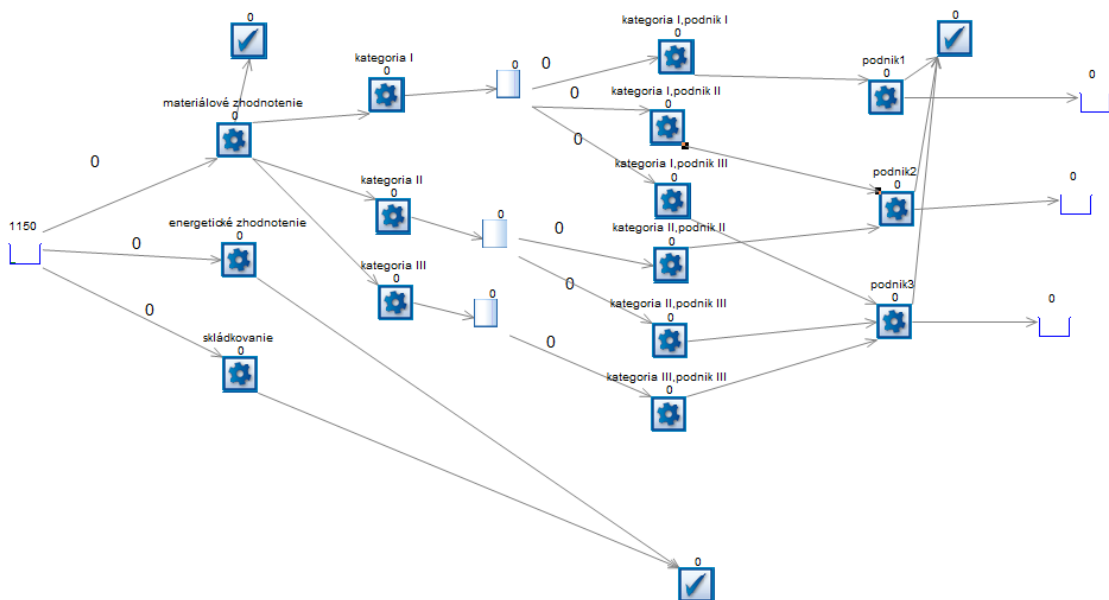 0
0
kategoria I,podnik I
0
kategoria I
0
0
0
podnik1
0
0
materiálové zhodnotenie
0
0
kategoria I,podnik II
0
0
0
kategoria I,podnik III
0
kategoria II
0
podnik2
0
0
1150
energetické zhodnotenie
0
0
0
0
kategoria II,podnik II
0
kategoria III
0
0
0
podnik3
0
0
kategoria II,podnik III
0
0
skládkovanie
0
0
kategoria III,podnik III
0
0